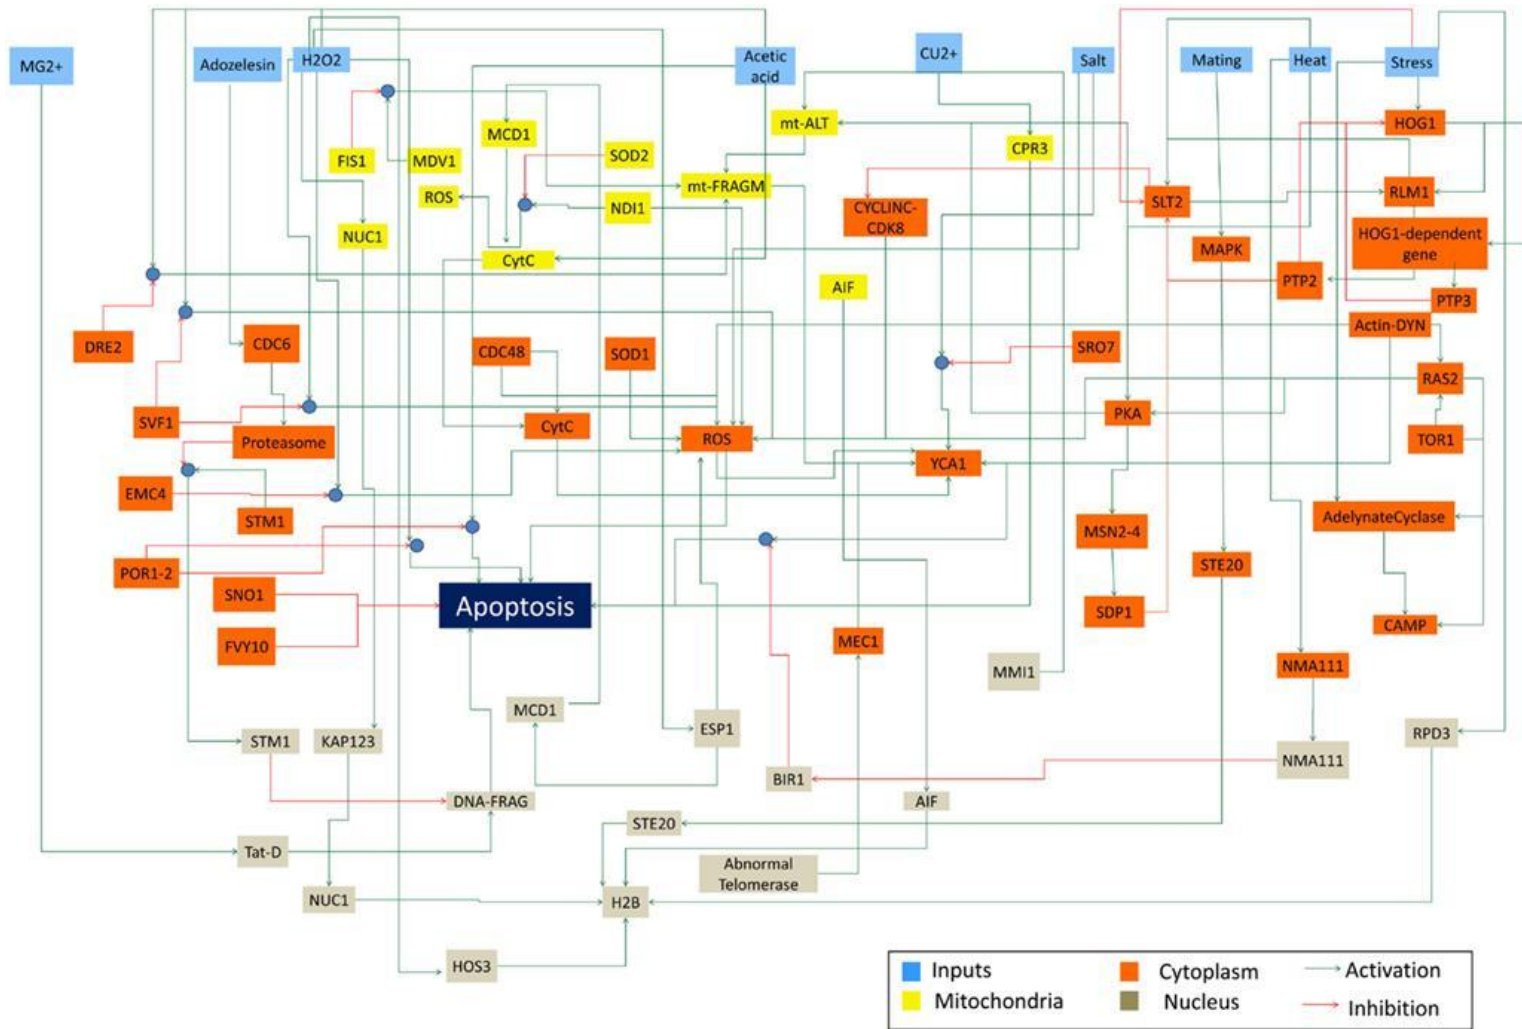 MG2+
Adozelesin
H2O2
Acetic
acid
CU2+
Salt
Mating
Heat
Stress
FIS1
MDV1
MCD1
SOD2
mt-ALT
CPR3
HOG1
ROS
NDI1
mt-FRAGM
CYCLINC-
CDK8
SLT2
RLM1
NUC1
CytC
AIF
MAPK
HOG1-dependent
gene
PTP2
PTP3
Actin-DYN
DRE2
CDC6
CDC48
SOD1
SRO7
RAS2
SVF1
Proteasome
CytC
ROS
YCA1
PKA
TOR1
EMC4
STM1
MSN2-4
AdelynateCyclase
POR1-2
SNO1
FVY10
Apoptosis
MEC1
MMI1
SDP1
STE20
CAMP
NMA111
MCD1
STM1
KAP123
ESP1
RPD3
BIR1
NMA111
DNA-FRAG
AIF
STE20
Tat-D
Abnormal
Telomerase
NUC1
H2B
HOS3
Inputs
Cytoplasm
Activation
Mitochondria
Nucleus
Inhibition